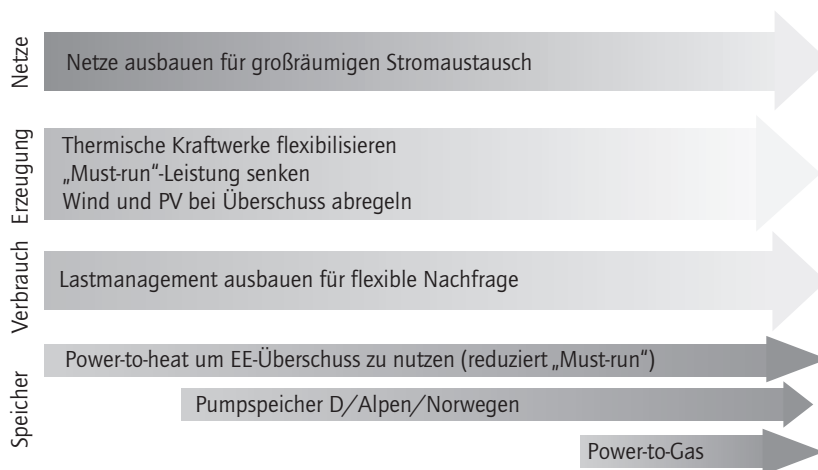 Netze
Netze ausbauen für großräumigen Stromaustausch
Erzeugung
Thermische Kraftwerke flexibilisieren
„Must-run“-Leistung senken
Wind und PV bei Überschuss abregeln
Verbrauch
Lastmanagement ausbauen für flexible Nachfrage
Speicher
Power-to-heat um EE-Überschuss zu nutzen (reduziert „Must-run“)
Pumpspeicher D/Alpen/Norwegen
Power-to-Gas